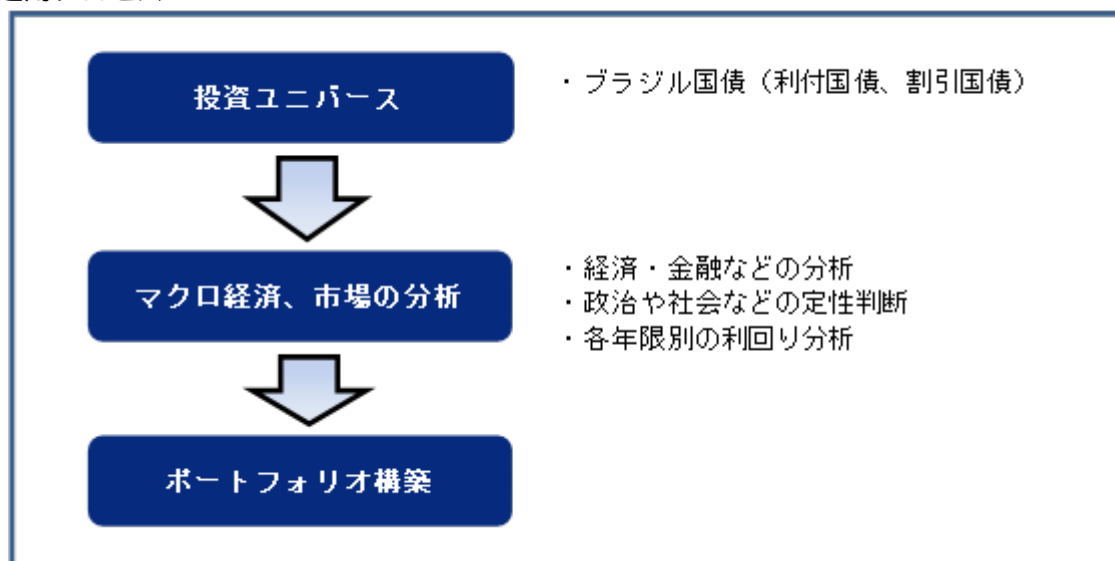 投資ユニバース
・ブラジル国債（利付国債、割引国債）
マクロ経済、市場の分析
・経済・金融などの分析
・政治や社会などの定性判断
・各年限別の利回り分析
ポートフォリオ構築